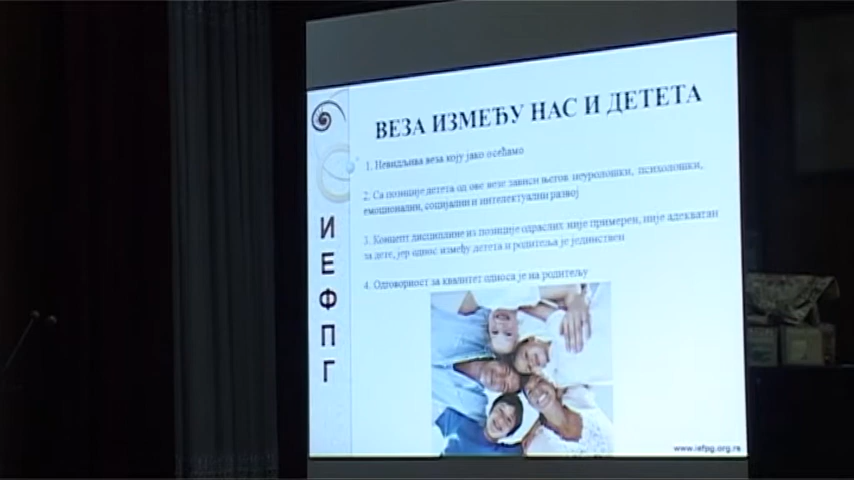 ВЕЗА ИЗМЕЂУ НАС И ДЕТЕТА
1. Невидљива веза коју јако осећамо
2. Са позиције детета од ове везе зависи његов неуролошки, психолошки,
емоционални, социјални и интелектуални развој
3. Концепт дисциплине из позиције одраслих није примерен, није адекватан
за дете, јер однос између детета и родитеља је јединствен
4. Одговорност за квалитет односа је на родитељу
ИЕФПГ
www.iefpg.org.rs